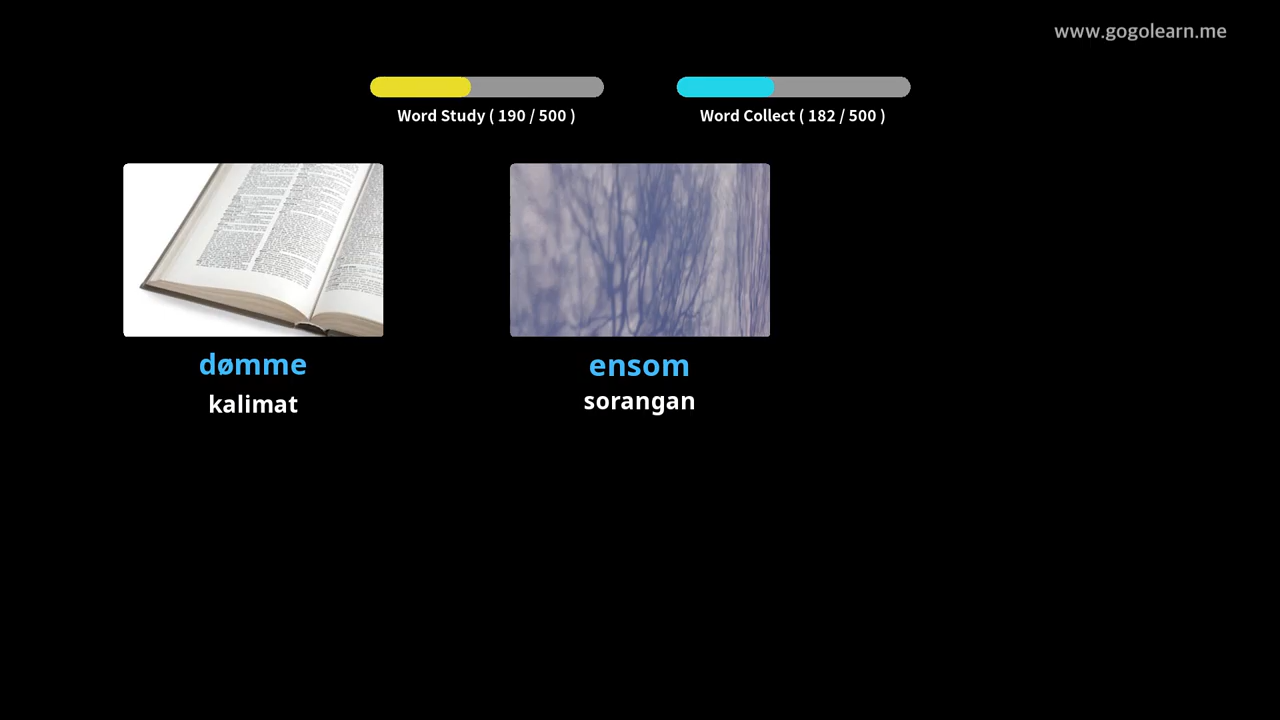 www.gogolearn.me
Word Study ( 190 / 500 )
Word Collect ( 182 / 500 )
dømme
kalimat
ensom
sorangan